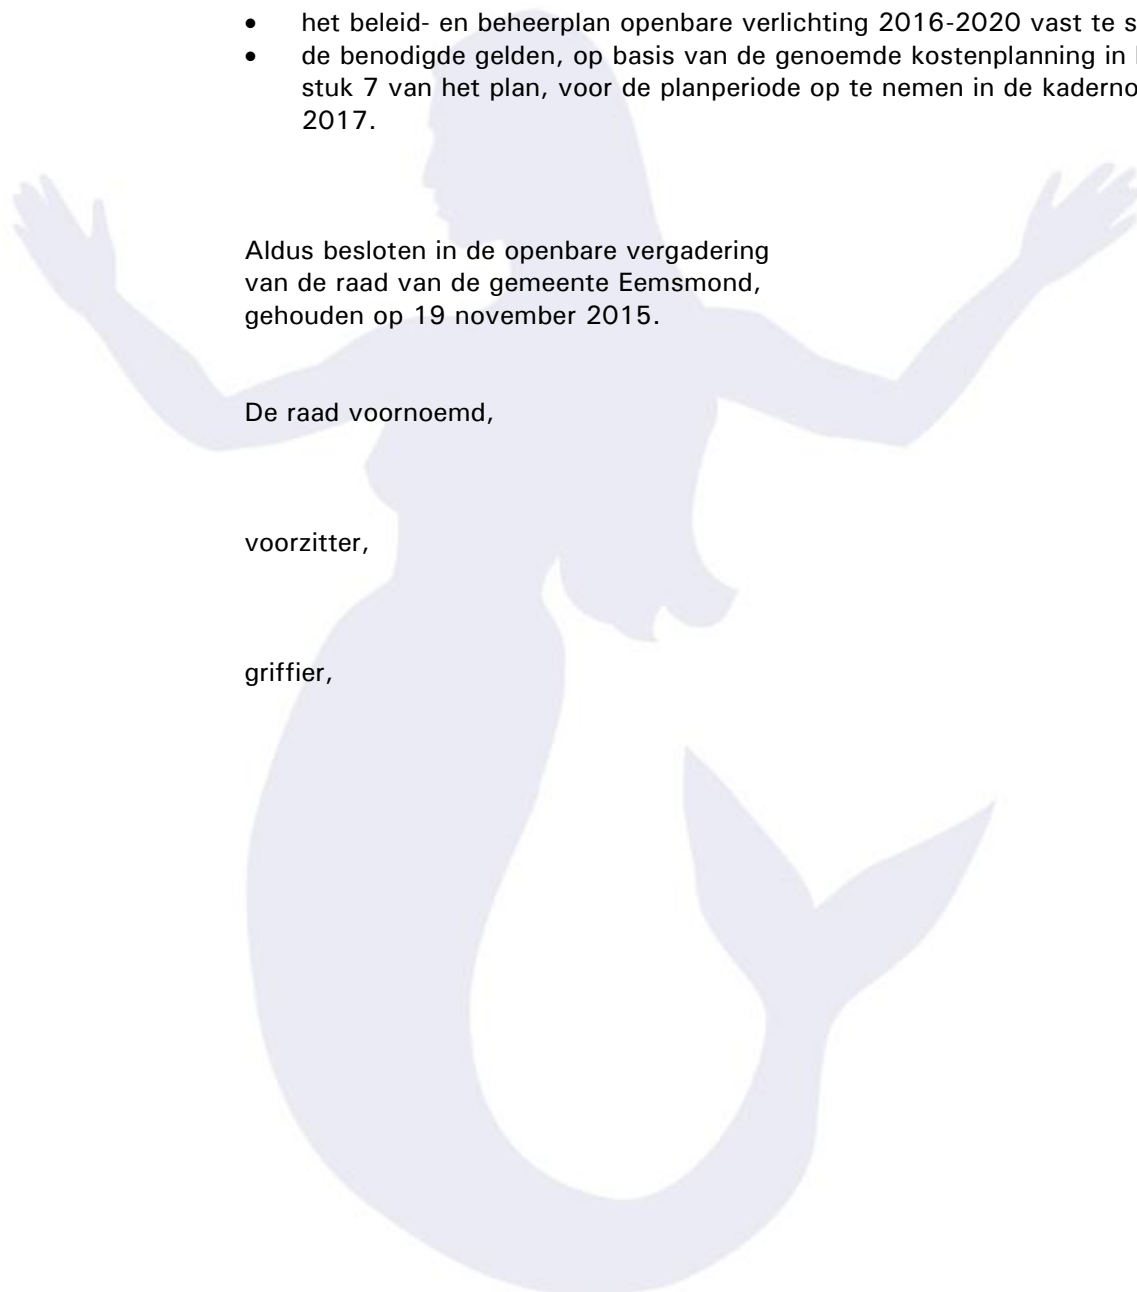 • het beleid- en beheerplan openbare verlichting 2016-2020 vast te s
• de benodigde gelden, op basis van de genoemde kostenplanning in
stuk 7 van het plan, voor de planperiode op te nemen in de kaderno
2017.
Aldus besloten in de openbare vergadering
van de raad van de gemeente Eemsmond,
gehouden op 19 november 2015.
De raad voornoemd,
voorzitter,
griffier,